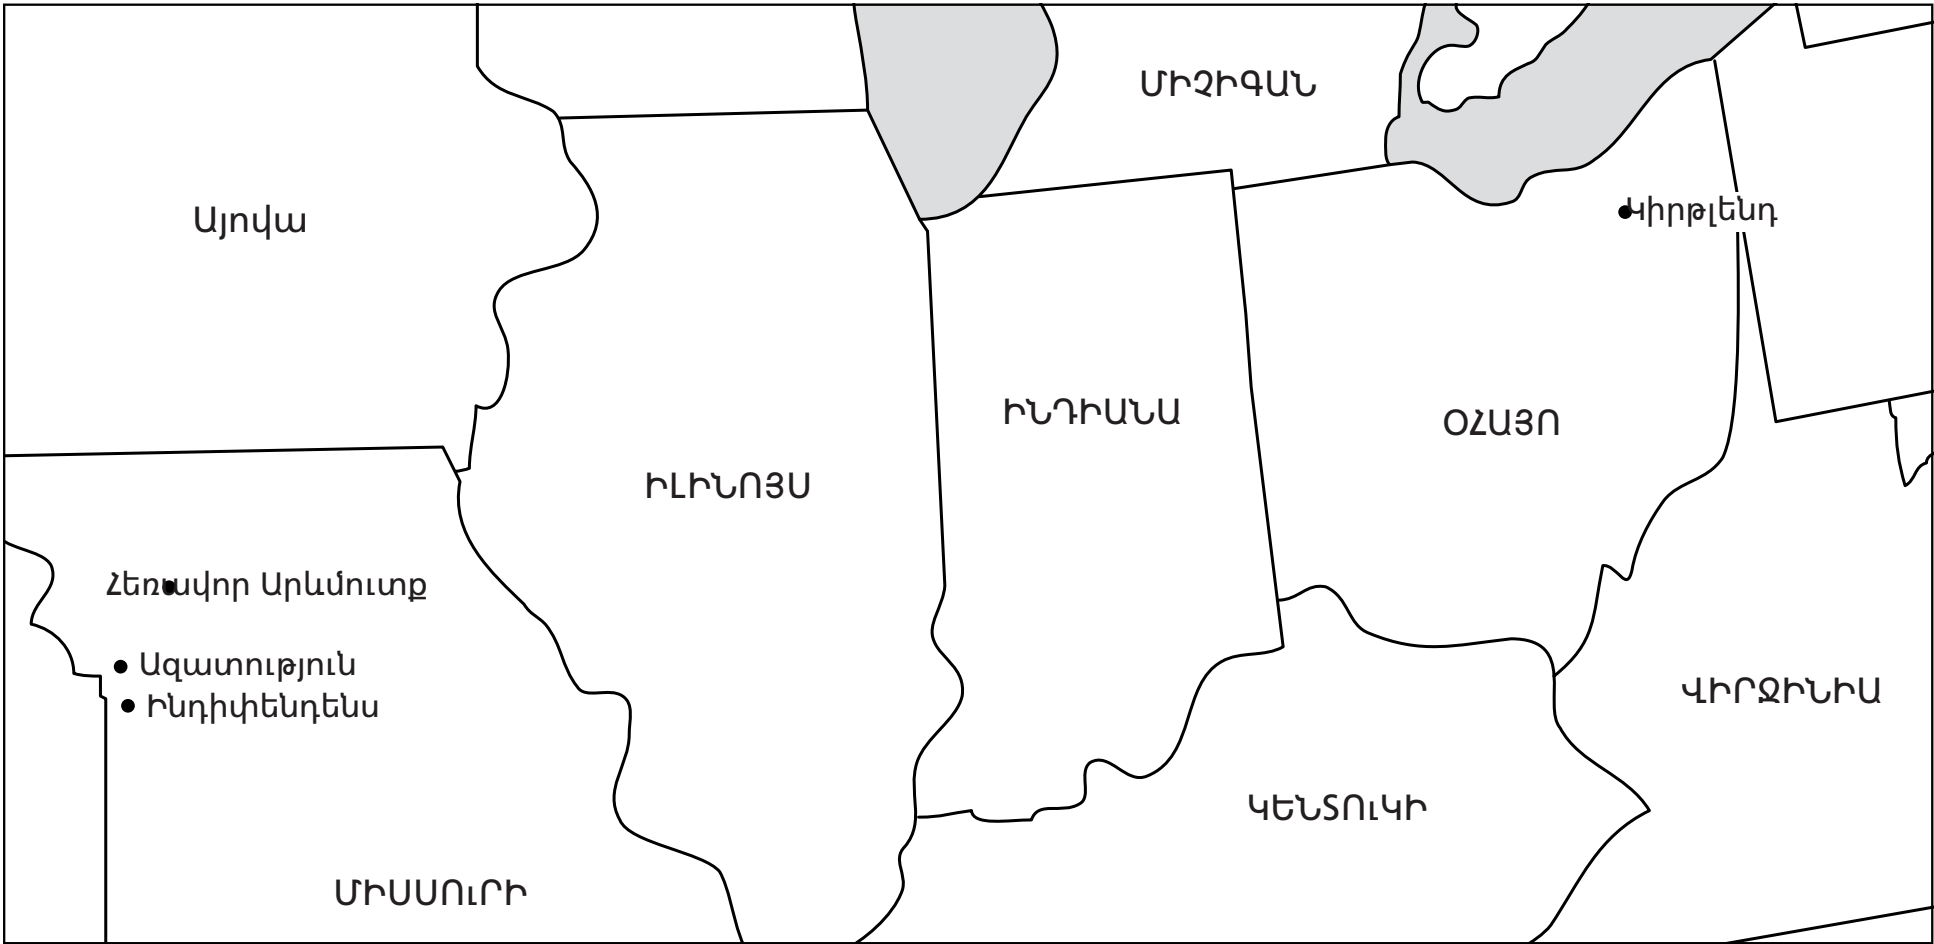 ՄԻՉԻԳԱՆ
Այովա
Կիրթլենդ
ԻՆԴԻԱՆԱ
ՕՀԱՅՈ
ԻԼԻՆՈՅՍ
Հեռավոր Արևմուտք
Ազատություն
Ինդիփենդենս
ՎԻՐՋԻՆԻԱ
ԿԵՆՏՈւԿԻ
ՄԻՍՍՈւՐԻ